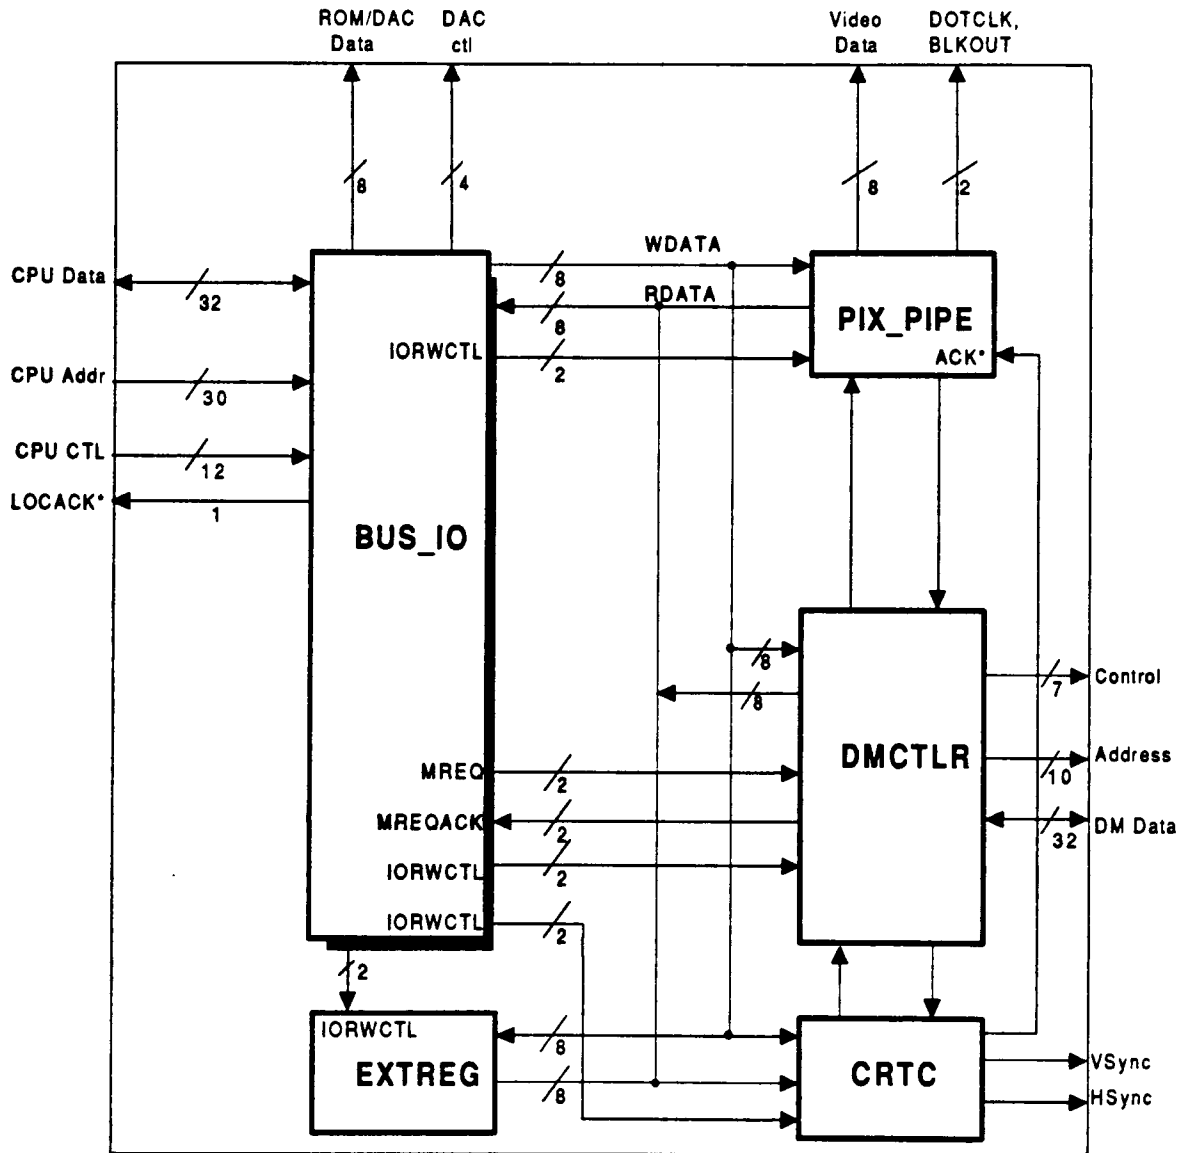 ROM/DAC
Data
DAC
ctl
Video
Data
DOTCLK,
BLKOUT
8
4
8
2
CPU Data
32
WDATA
8
RDATA
8
PIX_PIPE
IORWCTL
2
ACK*
CPU Addr
30
CPU CTL
12
LOCACK*
1
BUS_IO
8
8
Control
7
DMCTLR
Address
10
MREQ
2
MREQACK
2
DM Data
32
IORWCTL
2
IORWCTL
2
2
IORWCTL
EXTREG
8
8
CRTC
VSync
HSync